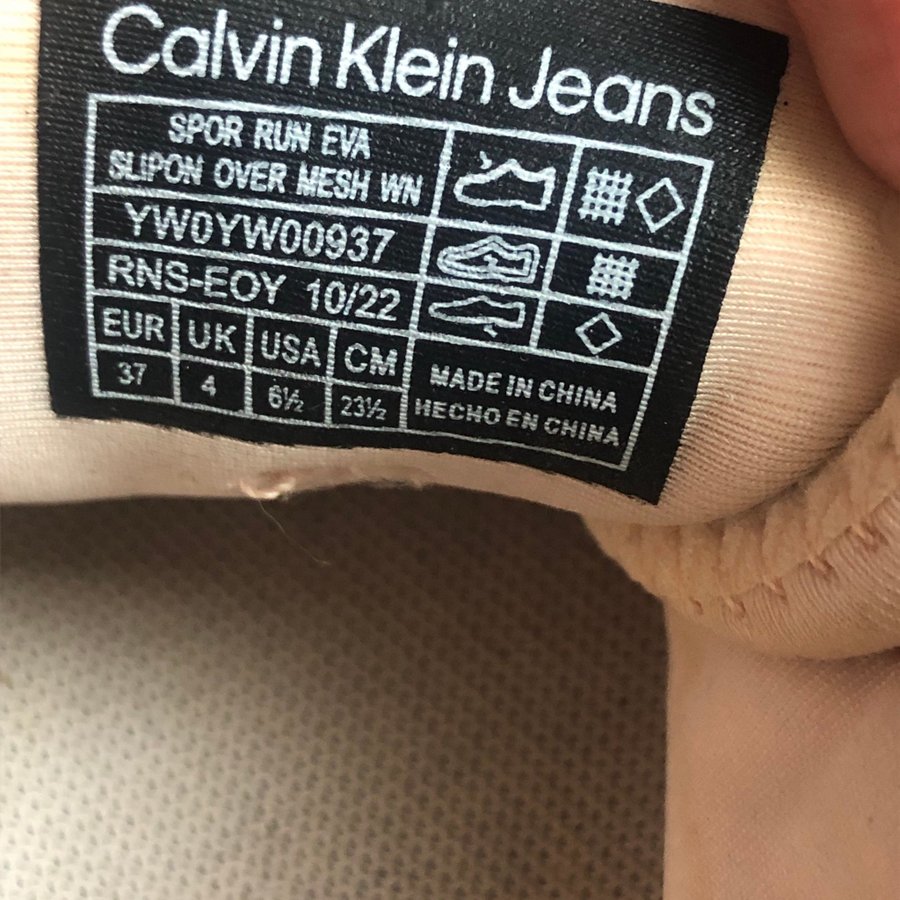 Calvin Klein Jeans
SPOR RUN EVA
SLIPON OVER MESH WN
YW0YW00937
RNS-EOY 10/22
EUR UK USA CM
37 4 6½ 23½
MADE IN CHINA
HECHO EN CHINA